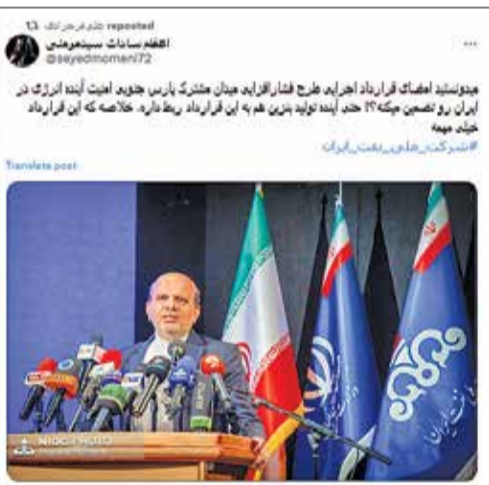 reposted
اعظم سادات سیدمومنی
@seyedmomeni72
میدونستید امضای قرارداد اجرایی طرح فشارافزایی میدان مشترک پارس جنوبی امنیت آینده انرژی در
ایران رو تضمین میکنه؟! حتی آینده تولید بنزین هم به این قرارداد ربط داره. خلاصه که این قرارداد
خیلی مهمه
#شرکت_ملی_نفت_ایران
Translate post
NIOC PHOTO